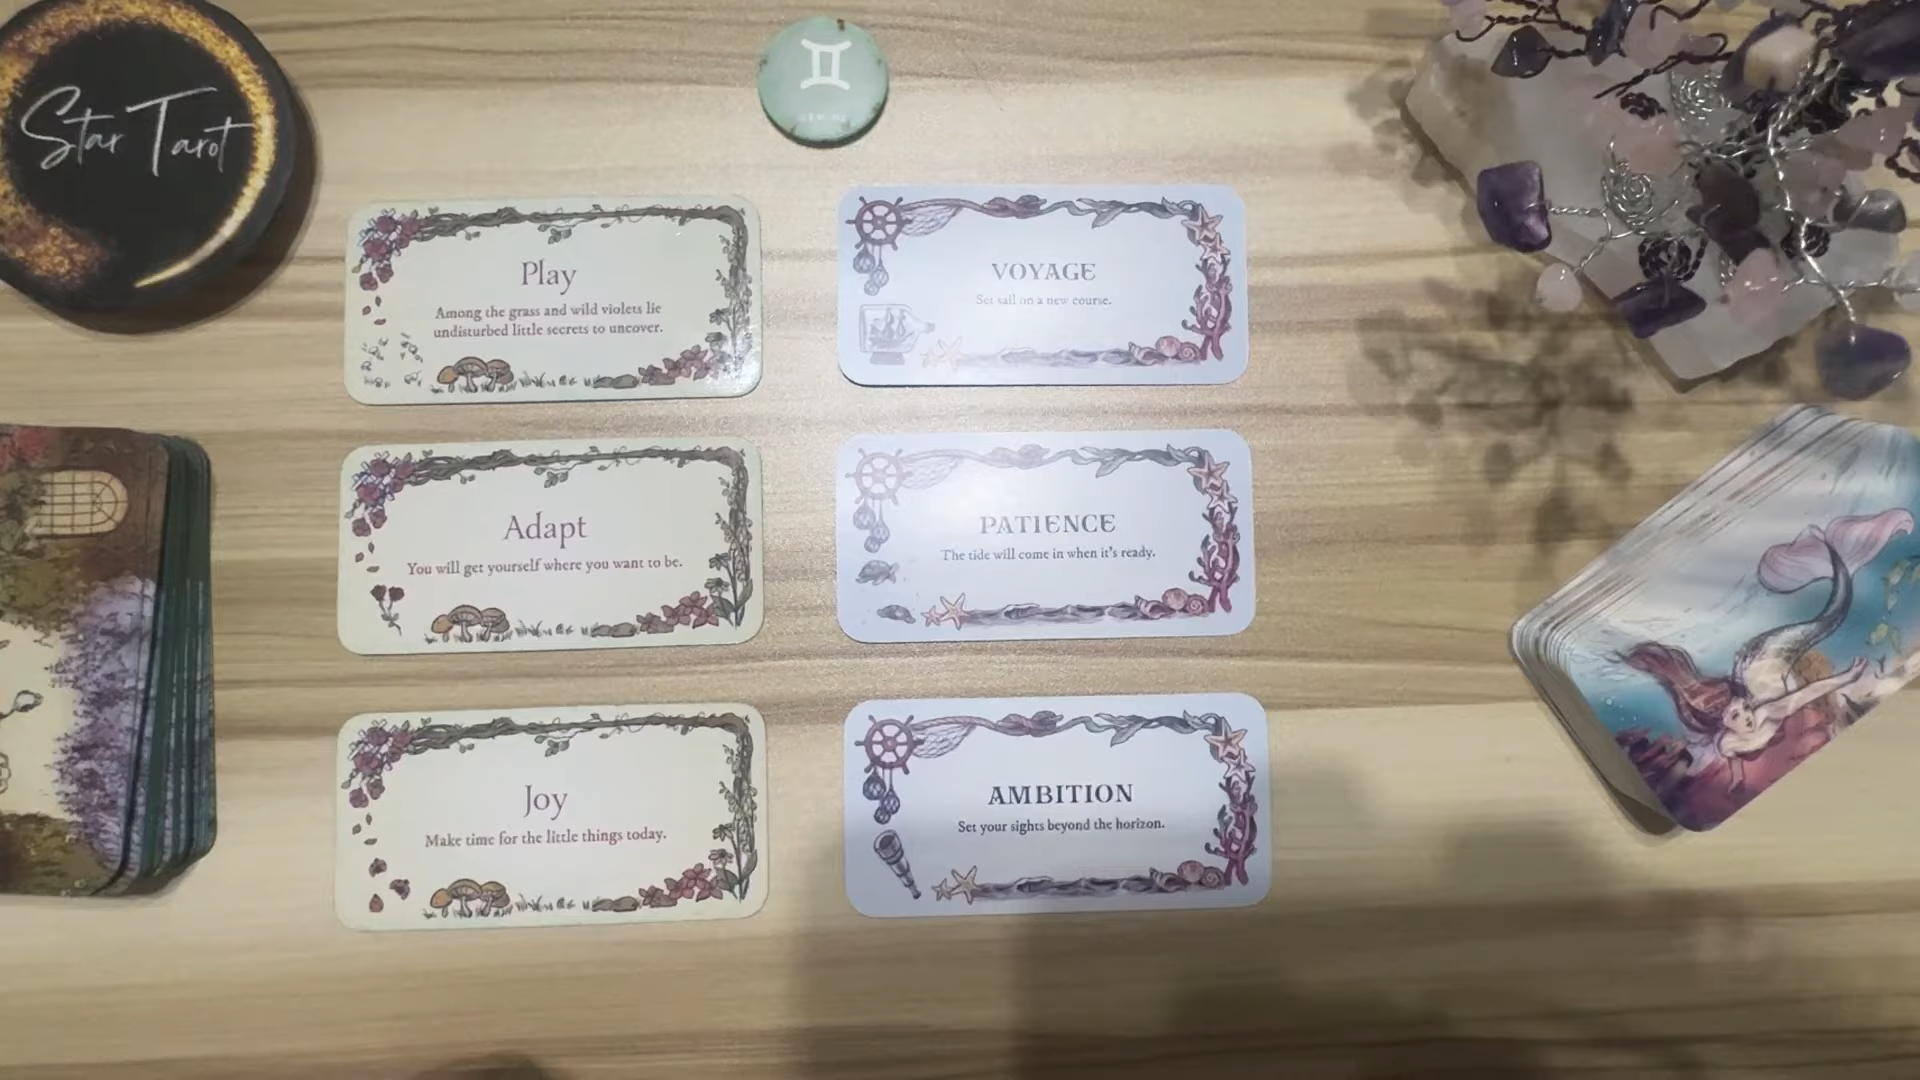 Star Tarot
Play
Among the grass and wild violets lie
undisturbed little secrets to uncover.
VOYAGE
Set sail on a new course.
Adapt
You will get yourself where you want to be.
PATIENCE
The tide will come in when it's ready.
Joy
Make time for the little things today.
AMBITION
Set your sights beyond the horizon.